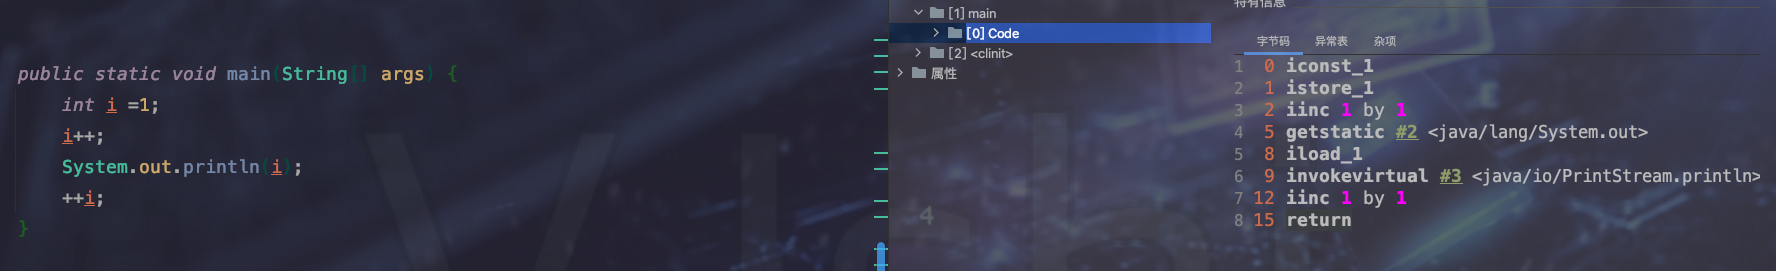 public static void main(String[] args) {
int i =1;
i++;
System.out.println(i);
++i;
}
[1] main
[0] Code
[2] <clinit>
属性
特有信息
字节码 异常表 杂项
1 0 iconst_1
2 1 istore_1
3 2 iinc 1 by 1
4 5 getstatic #2 <java/lang/System.out>
5 8 iload_1
6 9 invokevirtual #3 <java/io/PrintStream.println>
7 12 iinc 1 by 1
8 15 return